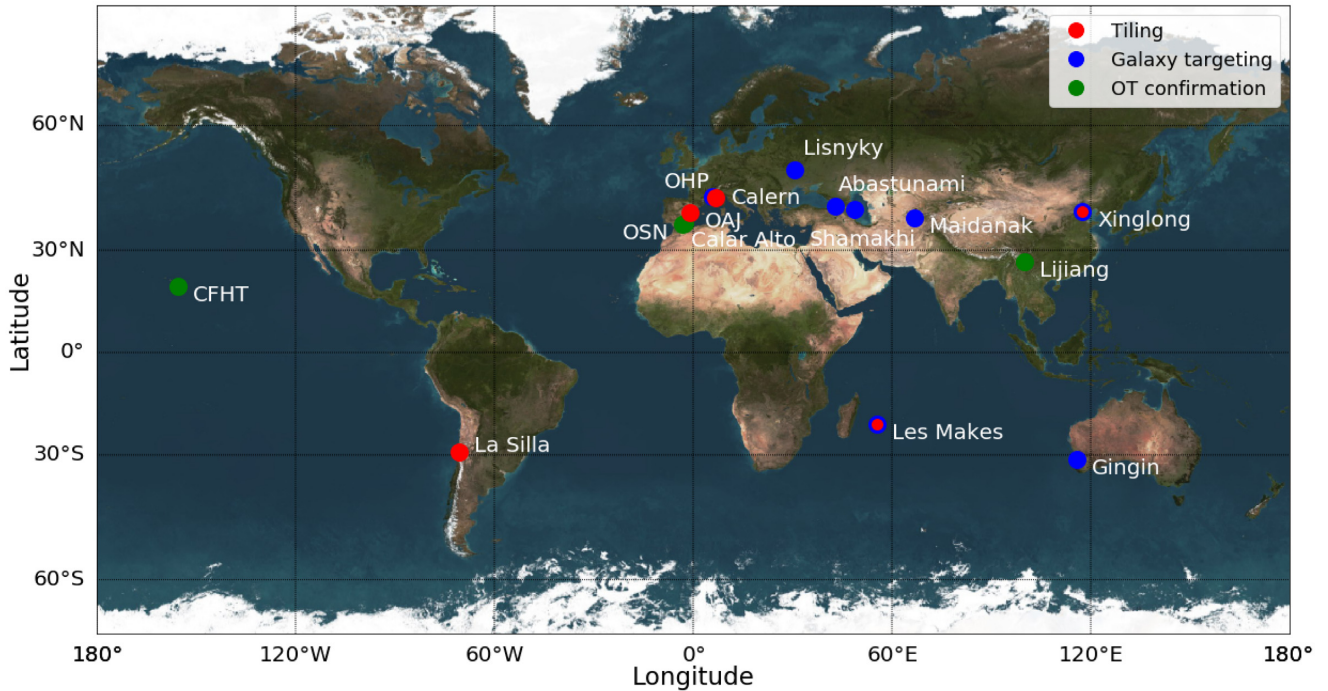 Tiling
Galaxy targeting
OT confirmation
60°N
Lisnyky
OHP
Abastunami
Calern
OAJ
Xinglong
OSN
Calar Alto
Shamakhi
Maidanak
30°N
Lijiang
CFHT
Latitude
0°
Les Makes
La Silla
30°S
Gingin
60°S
180°
120°W
60°W
0°
60°E
120°E
180°
Longitude